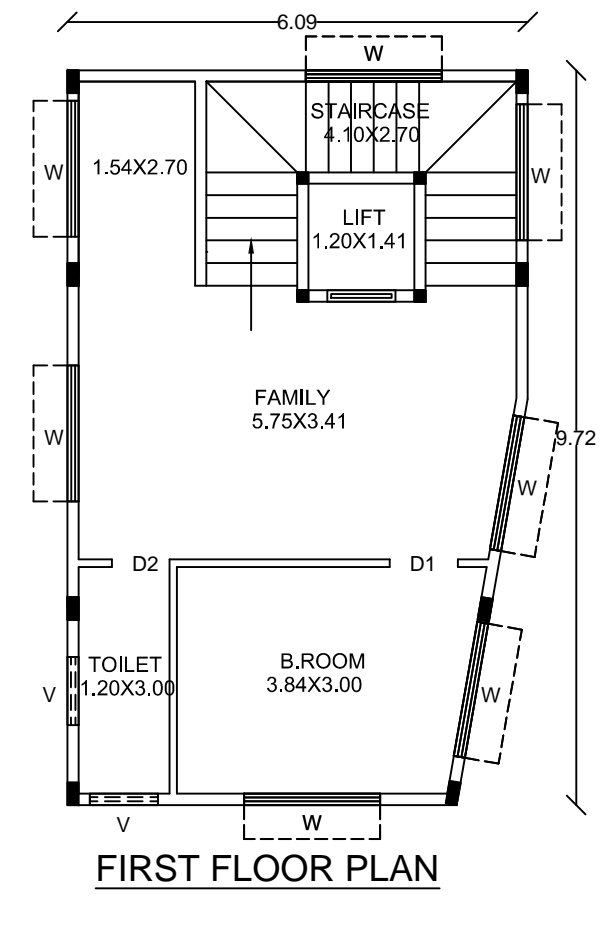 6.09
W
STAIRCASE
4.10X2.70
W
1.54X2.70
W
LIFT
1.20X1.41
FAMILY
5.75X3.41
W
9.72
W
D2
D1
TOILET
1.20X3.00
B.ROOM
3.84X3.00
V
W
V
W
FIRST FLOOR PLAN